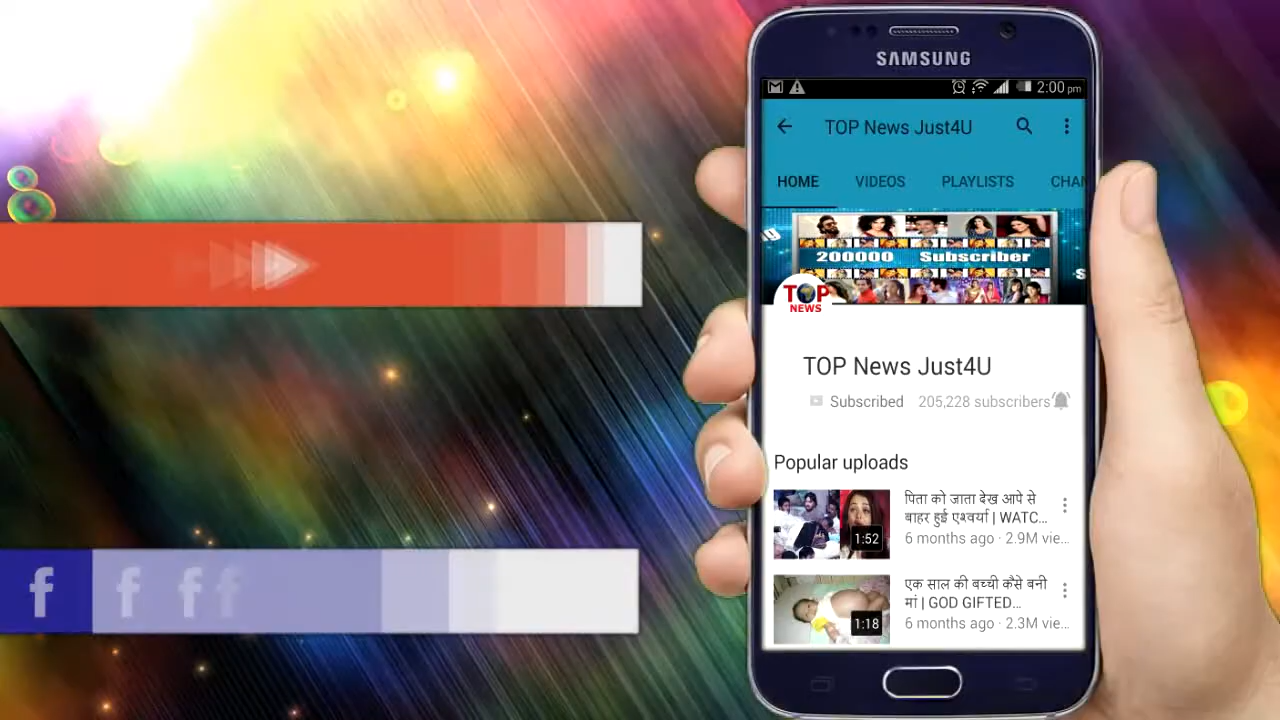 SAMSUNG
2:00 pm
TOP News Just4U
HOME VIDEOS PLAYLISTS CHAN
200000 Subscriber
TOP
NEWS
TOP News Just4U
Subscribed 205,228 subscribers
Popular uploads
पिता को जाता देख आपे से
बाहर हुई एश्वर्या | WATC...
6 months ago · 2.9M vie...
1:52
एक साल की बच्ची कैसे बनी
मां | GOD GIFTED...
6 months ago · 2.3M vie...
1:18
f f f f